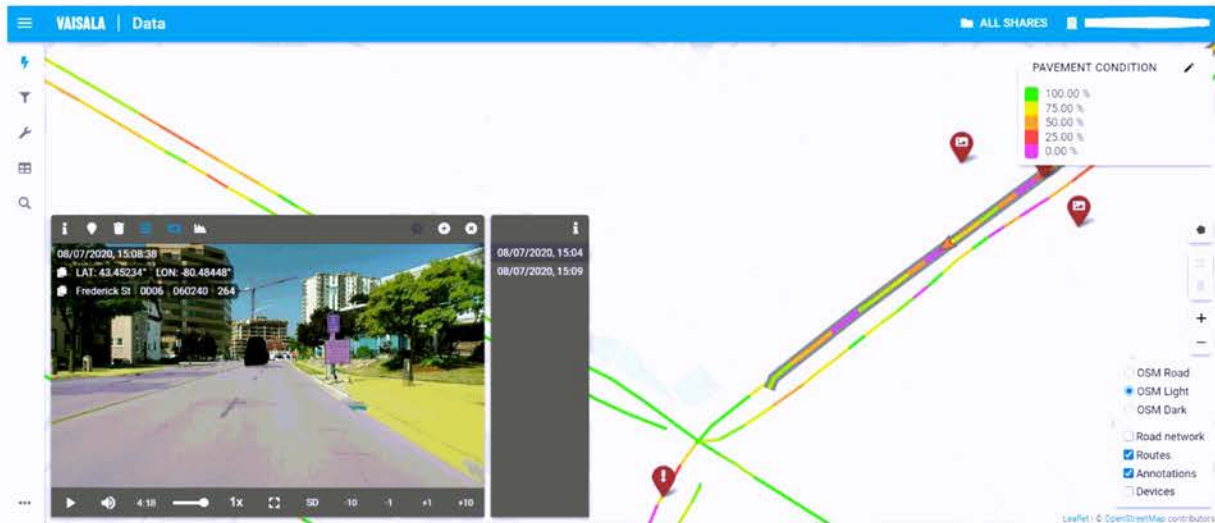 VAISALA | Data
ALL SHARES
PAVEMENT CONDITION
100.00 %
75.00 %
50.00 %
25.00 %
0.00 %
08/07/2020, 15:08:38
LAT: 43.45234° LON: -80.48448°
Frederick St 0006 060240 264
4:18 1x SD -10 -1 +1 +10
08/07/2020, 15:04
08/07/2020, 15:09
+
−
OSM Road
OSM Light
OSM Dark
Road network
Routes
Annotations
Devices
Leaflet | © OpenStreetMap contributors